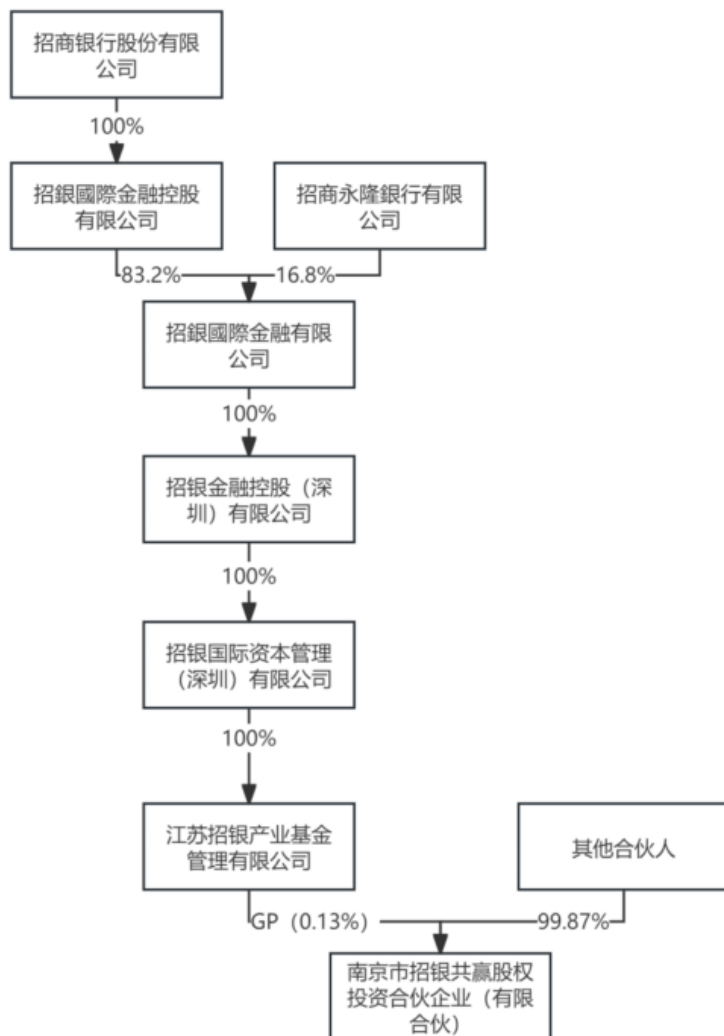 招商银行股份有限
公司
100%
招銀國際金融控股
有限公司
招商永隆銀行有限
公司
83.2%
16.8%
招銀國際金融有限
公司
100%
招银金融控股（深
圳）有限公司
100%
招银国际资本管理
（深圳）有限公司
100%
江苏招银产业基金
管理有限公司
其他合伙人
GP（0.13%）
99.87%
南京市招银共赢股权
投资合伙企业（有限
合伙）